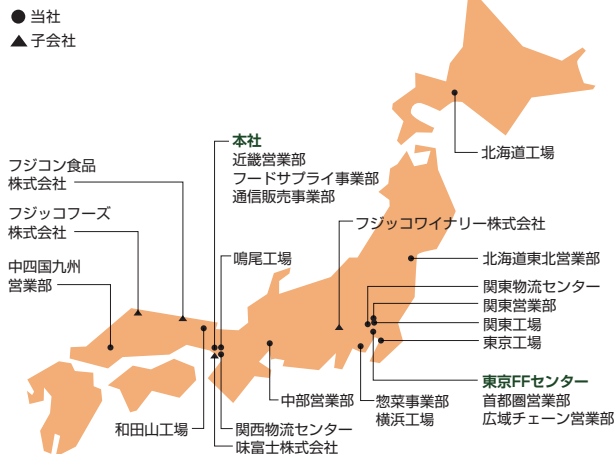 ● 当社
▲ 子会社
本社
近畿営業部
フードサプライ事業部
通信販売事業部
北海道工場
フジコン食品
株式会社
フジッコフーズ
株式会社
中四国九州
営業部
鳴尾工場
フジッコワイナリー株式会社
北海道東北営業部
関東物流センター
関東営業部
関東工場
東京工場
東京FFセンター
首都圏営業部
広域チェーン営業部
惣菜事業部
横浜工場
中部営業部
和田山工場
関西物流センター
味富士株式会社